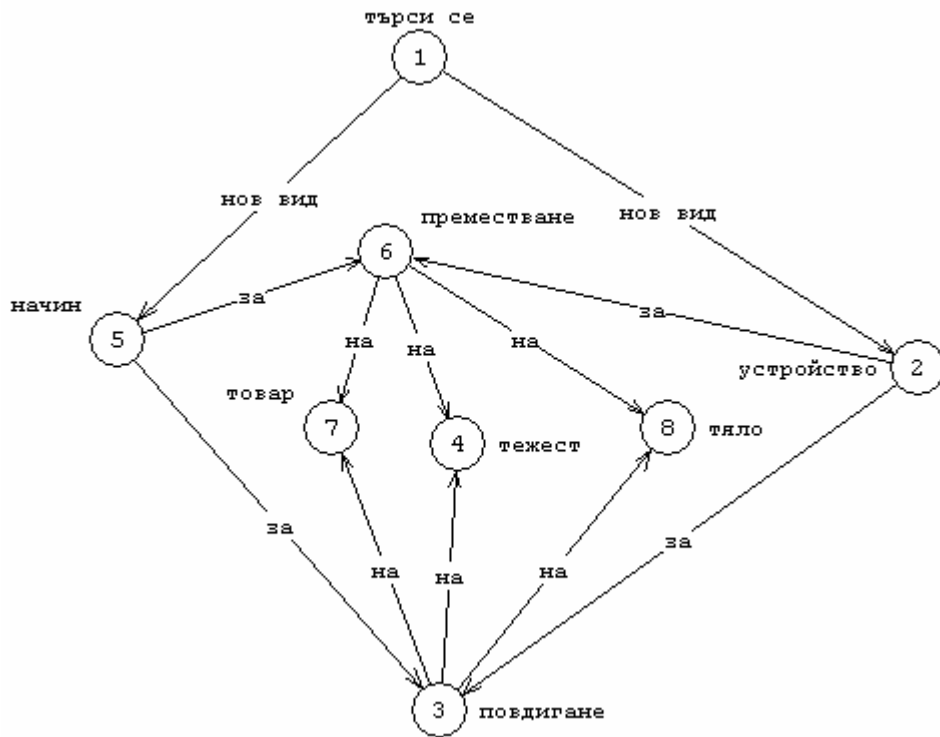 търси се
1
нов вид
нов вид
преместване
6
начин
за
за
5
на
на
на
устройство
2
товар
7
4
тежест
8
тяло
за
за
на
на
на
3
повдигане